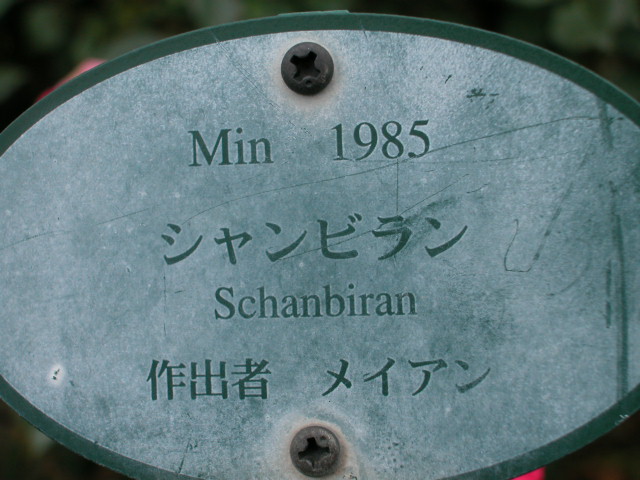 Min 1985
シャンビラン
Schanbiran
作出者 メイアン